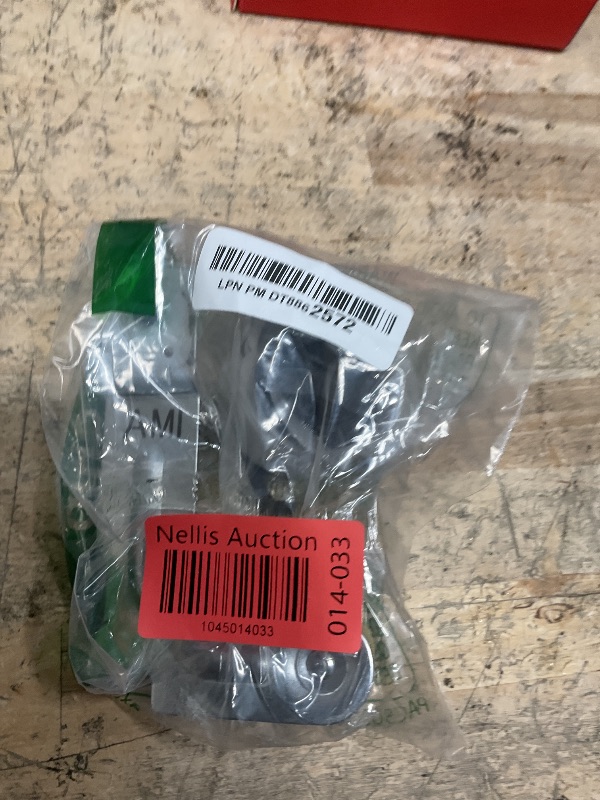 LPN PM DT8862572
AMI
Nellis Auction
014-033
1045014033